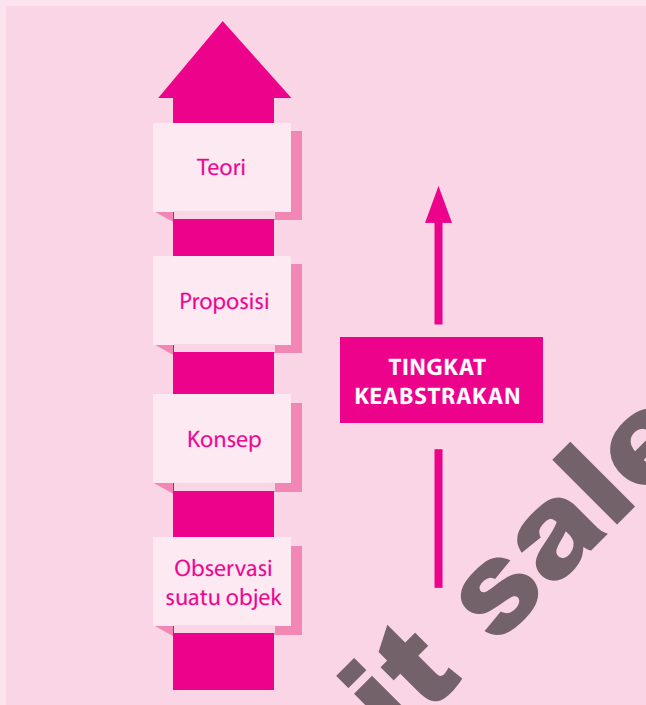 Teori
Proposisi
TINGKAT
KEABSTRAKAN
Konsep
Observasi
suatu objek
it sale